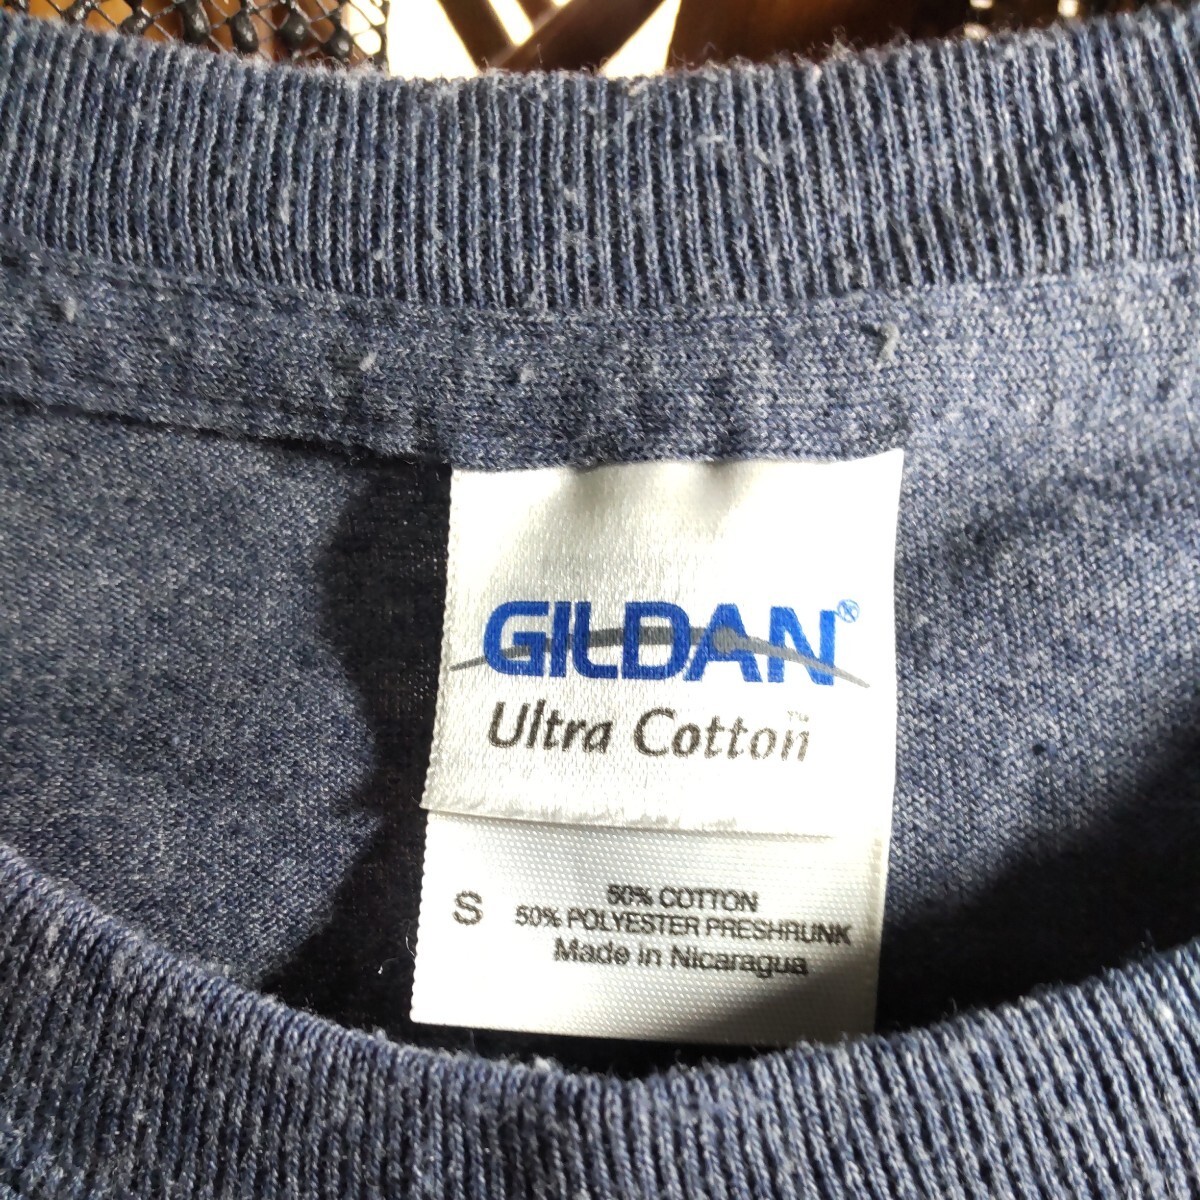 GILDAN®
Ultra Cotton™
S
50% COTTON
50% POLYESTER PRESHRUNK
Made in Nicaragua